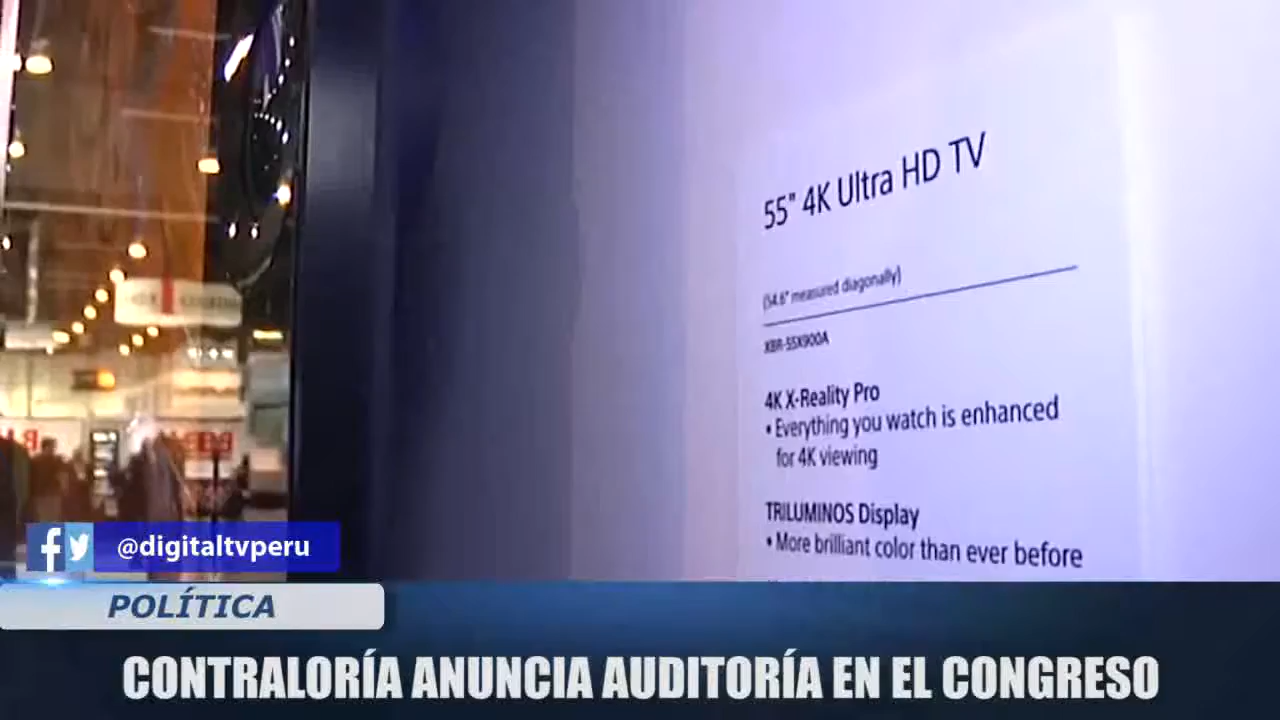 55" 4K Ultra HD TV
(54.6" measured diagonally)
XBR-55X900A
4K X-Reality Pro
• Everything you watch is enhanced
for 4K viewing
TRILUMINOS Display
• More brilliant color than ever before
@digitaltvperu
POLÍTICA
CONTRALORÍA ANUNCIA AUDITORÍA EN EL CONGRESO